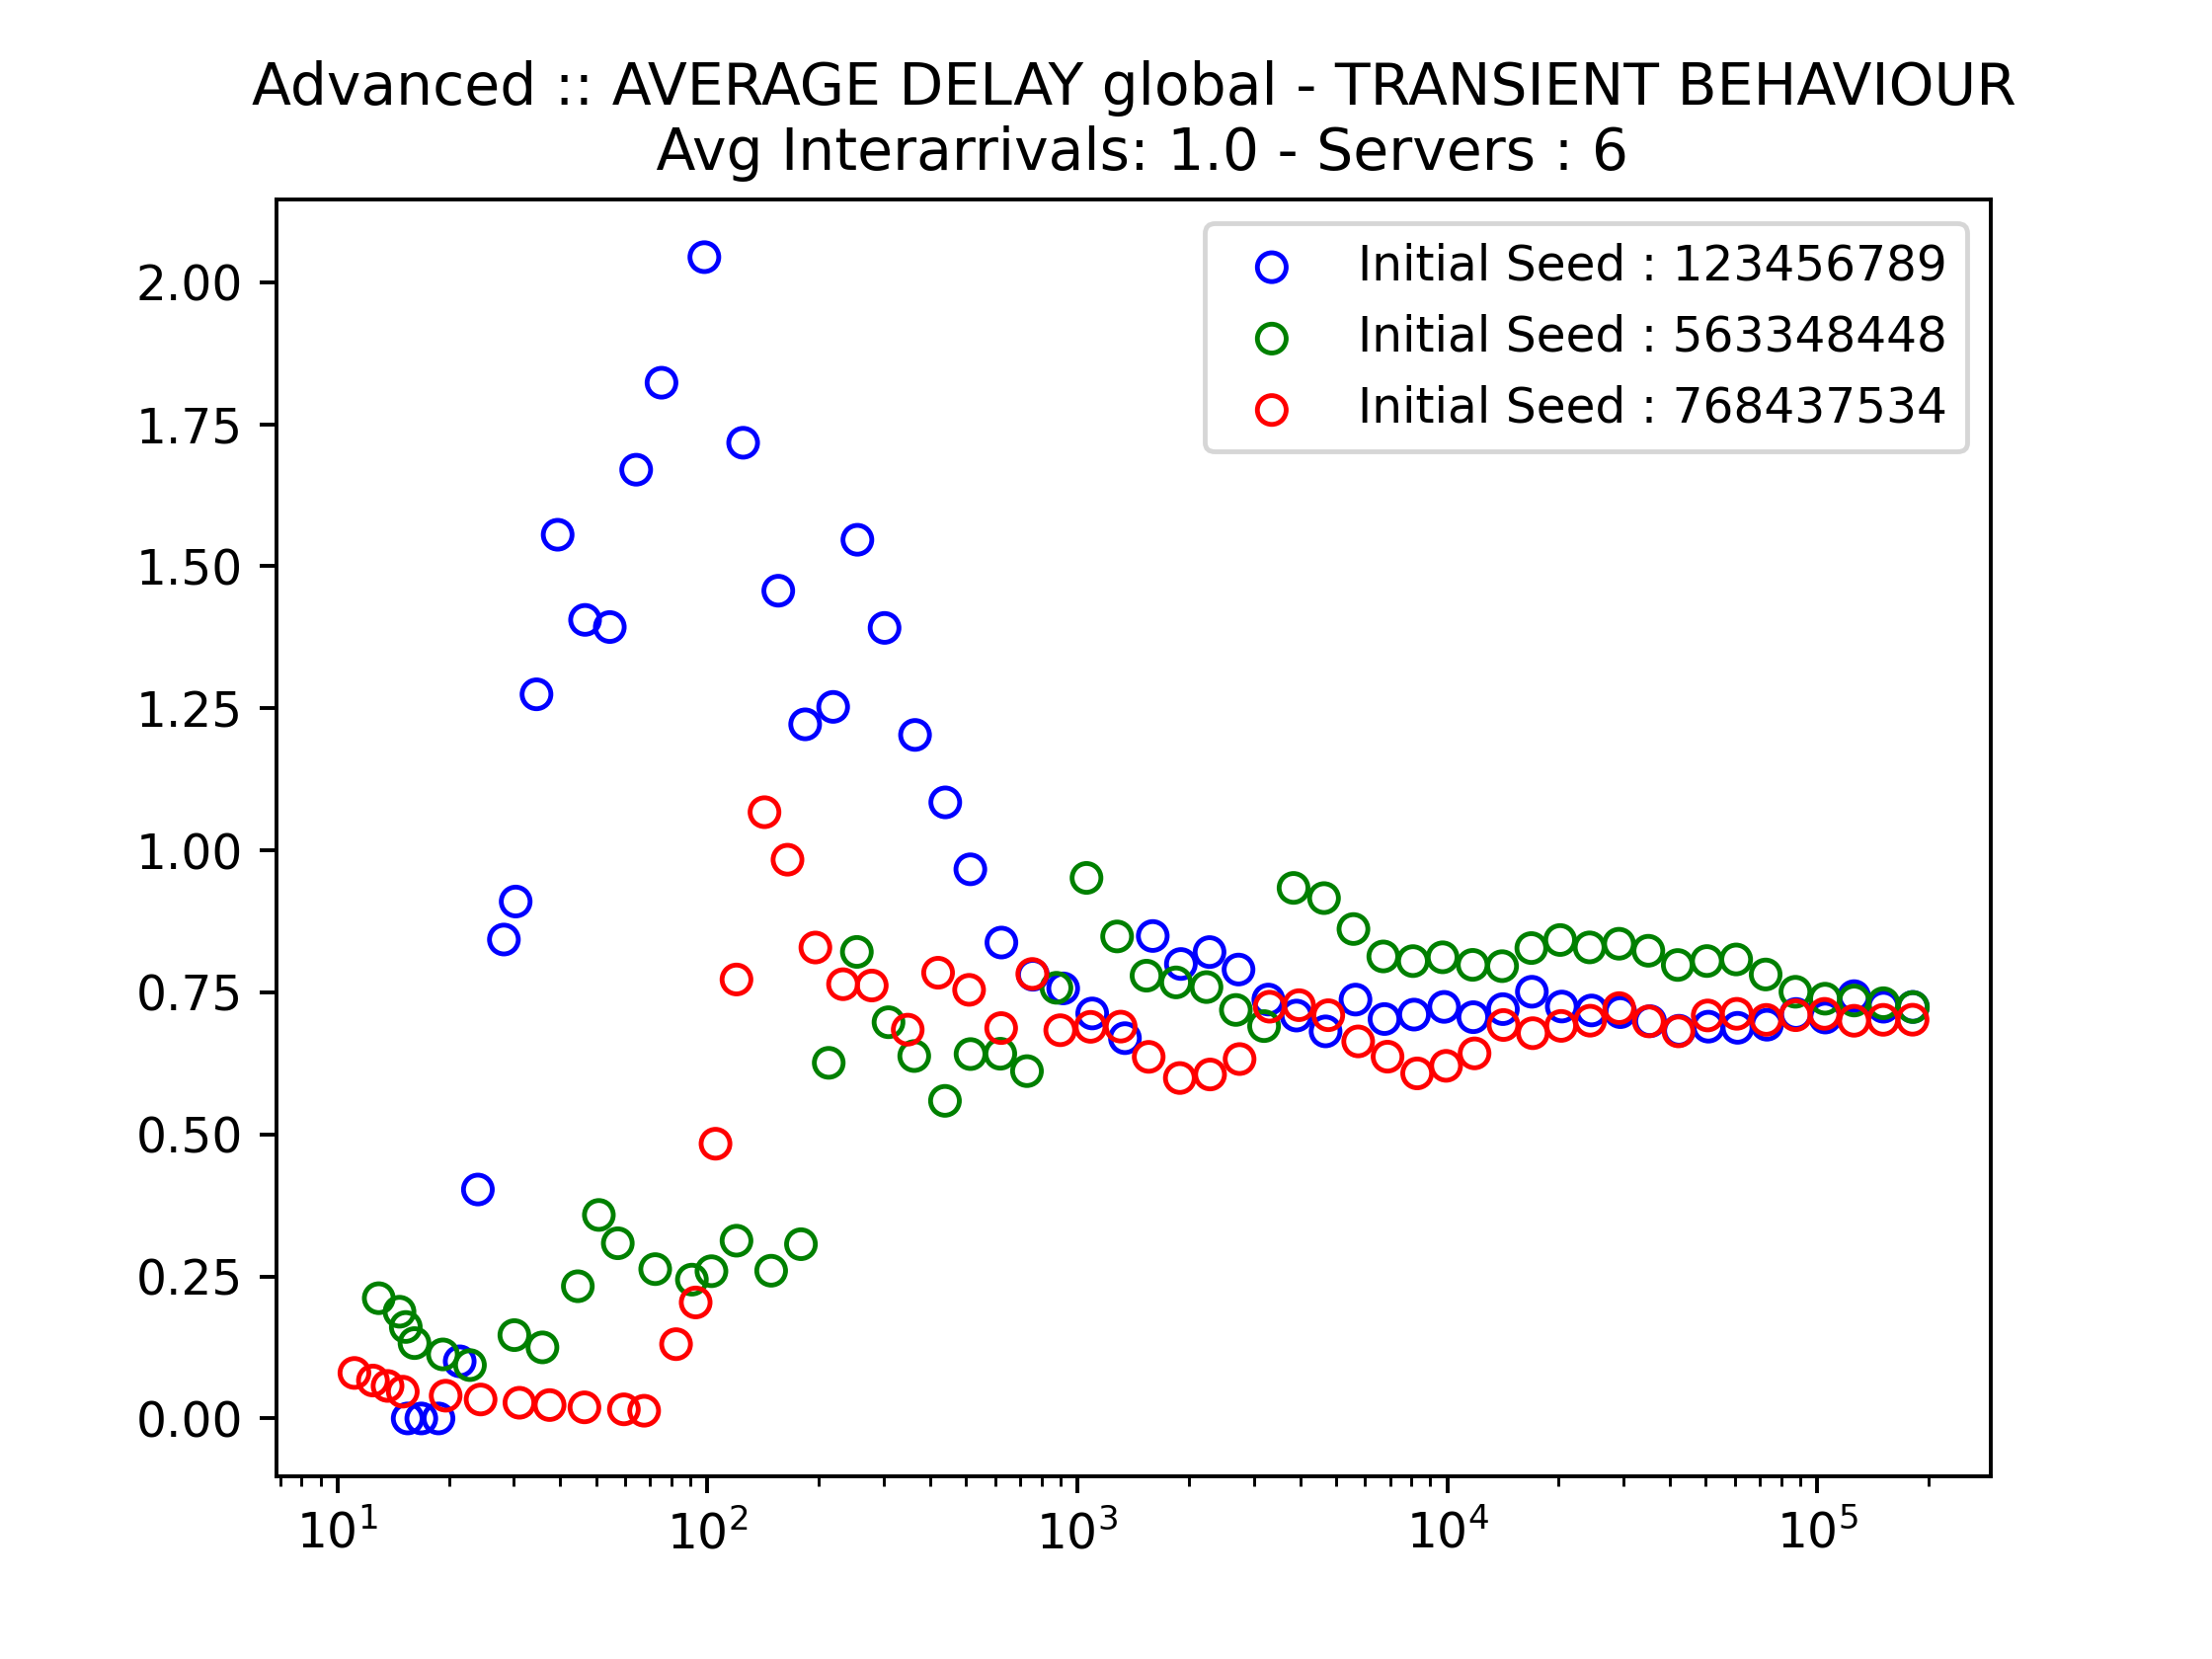 Advanced :: AVERAGE DELAY global - TRANSIENT BEHAVIOUR
Avg Interarrivals: 1.0 - Servers : 6
Initial Seed : 123456789
Initial Seed : 563348448
Initial Seed : 768437534
2.00
1.75
1.50
1.25
1.00
0.75
0.50
0.25
0.00
10¹ 10² 10³ 10⁴ 10⁵